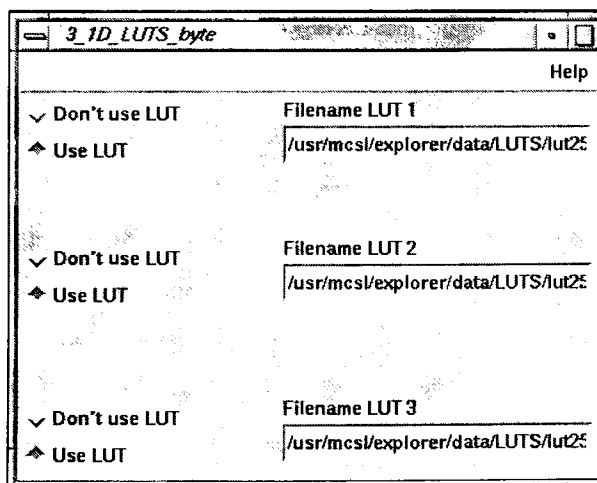 3_1D_LUTS_byte
Help
Don't use LUT
Use LUT
Filename LUT 1
/usr/mcsl/explorer/data/LUTS/lut25
Don't use LUT
Use LUT
Filename LUT 2
/usr/mcsl/explorer/data/LUTS/lut25
Don't use LUT
Use LUT
Filename LUT 3
/usr/mcsl/explorer/data/LUTS/lut25